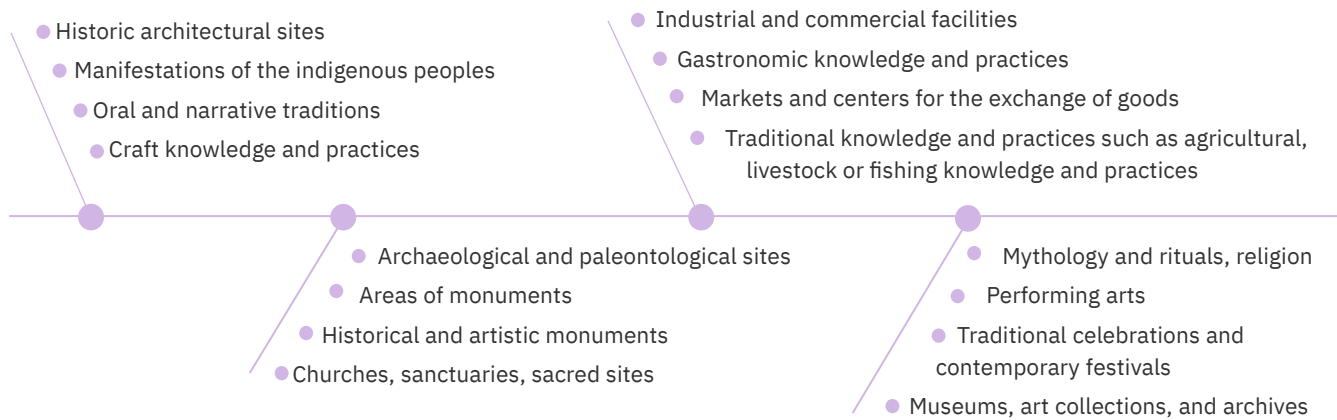 Historic architectural sites
Manifestations of the indigenous peoples
Oral and narrative traditions
Craft knowledge and practices
Industrial and commercial facilities
Gastronomic knowledge and practices
Markets and centers for the exchange of goods
Traditional knowledge and practices such as agricultural,
livestock or fishing knowledge and practices
Archaeological and paleontological sites
Areas of monuments
Historical and artistic monuments
Churches, sanctuaries, sacred sites
Mythology and rituals, religion
Performing arts
Traditional celebrations and
contemporary festivals
Museums, art collections, and archives